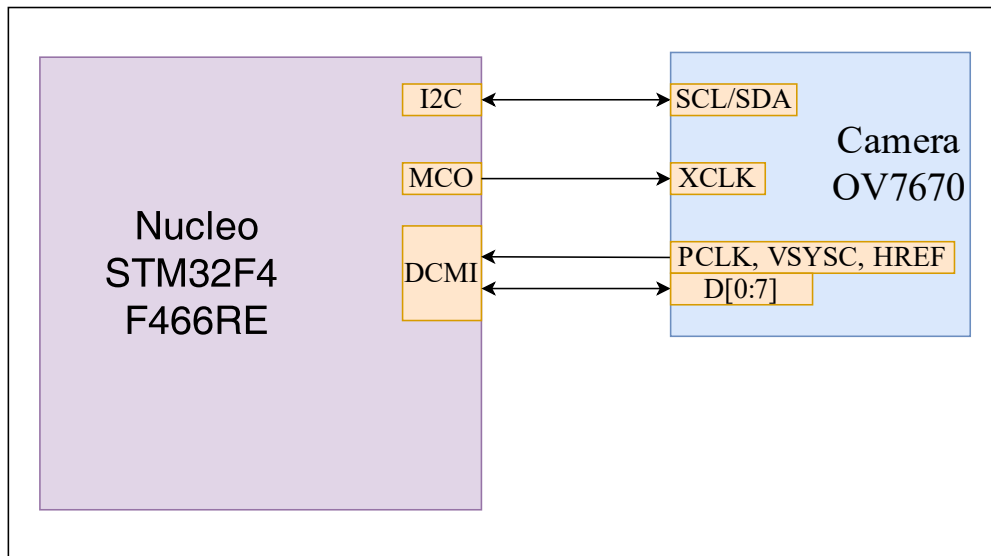 Nucleo
STM32F4
F466RE
I2C
MCO
DCMI
SCL/SDA
XCLK
PCLK, VSYSC, HREF
D[0:7]
Camera
OV7670